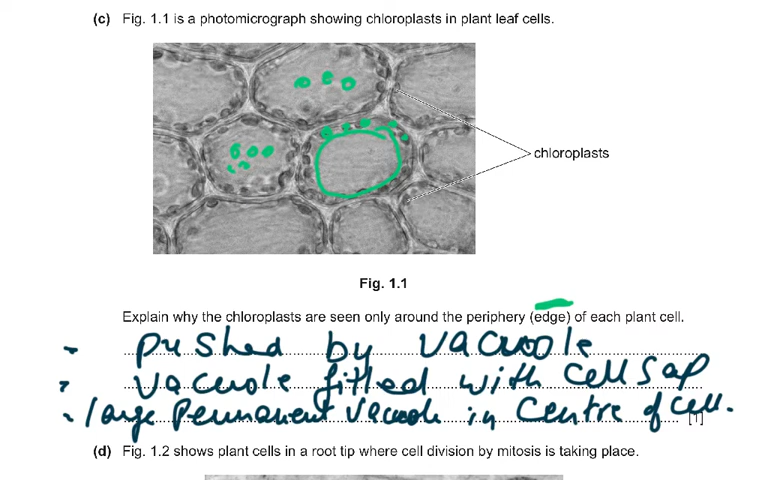 (c) Fig. 1.1 is a photomicrograph showing chloroplasts in plant leaf cells.
chloroplasts
Fig. 1.1
Explain why the chloroplasts are seen only around the periphery (edge) of each plant cell.
- pushed by vacuole
- vacuole filled with cell sap
- large permanent vacuole in centre of cell.
[1]
(d) Fig. 1.2 shows plant cells in a root tip where cell division by mitosis is taking place.